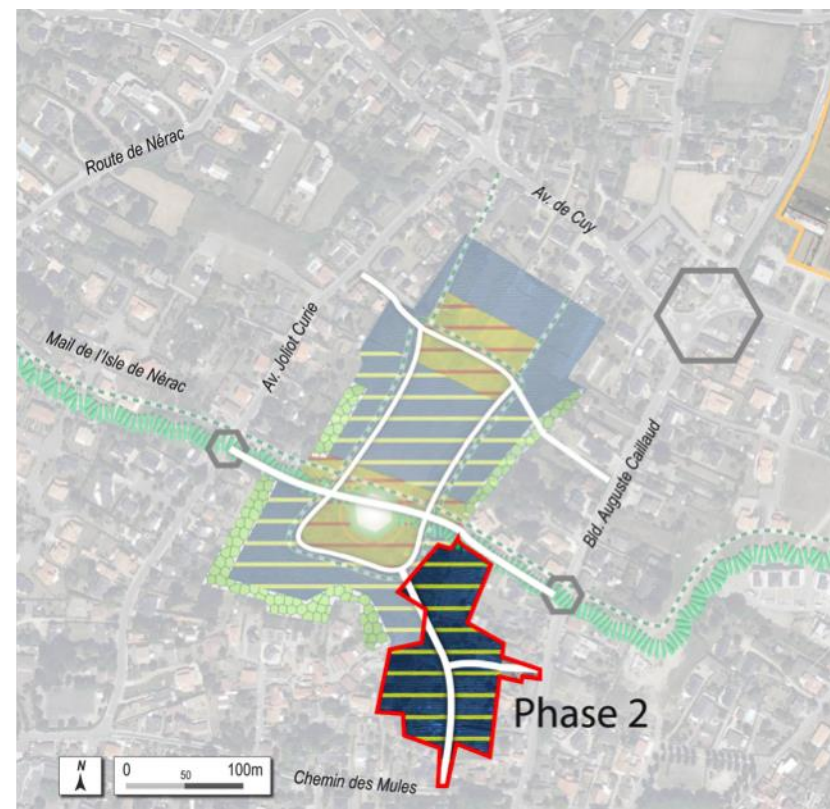 Route de Nérac
Av. de Cuy
Av. Joliot Curie
Mail de l'Isle de Nérac
Bld. Auguste Caillaud
Phase 2
N
0 50 100m
Chemin des Mules